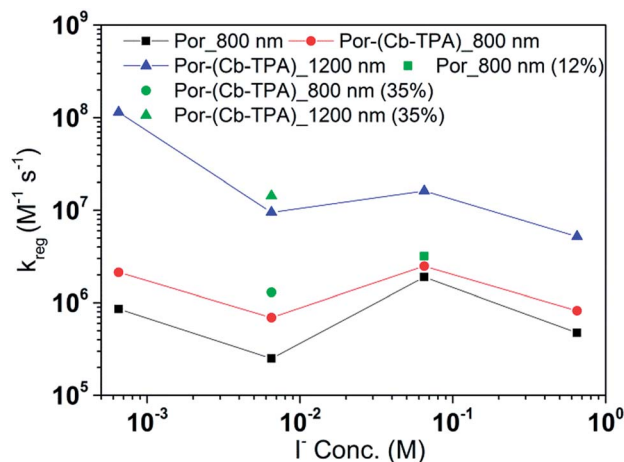 10⁹
10⁸
10⁷
10⁶
10⁵
k_reg (M⁻¹ s⁻¹)
Por_800 nm Por-(Cb-TPA)_800 nm
Por-(Cb-TPA)_1200 nm Por_800 nm (12%)
Por-(Cb-TPA)_800 nm (35%)
Por-(Cb-TPA)_1200 nm (35%)
10⁻³ 10⁻² 10⁻¹ 10⁰
I⁻ Conc. (M)